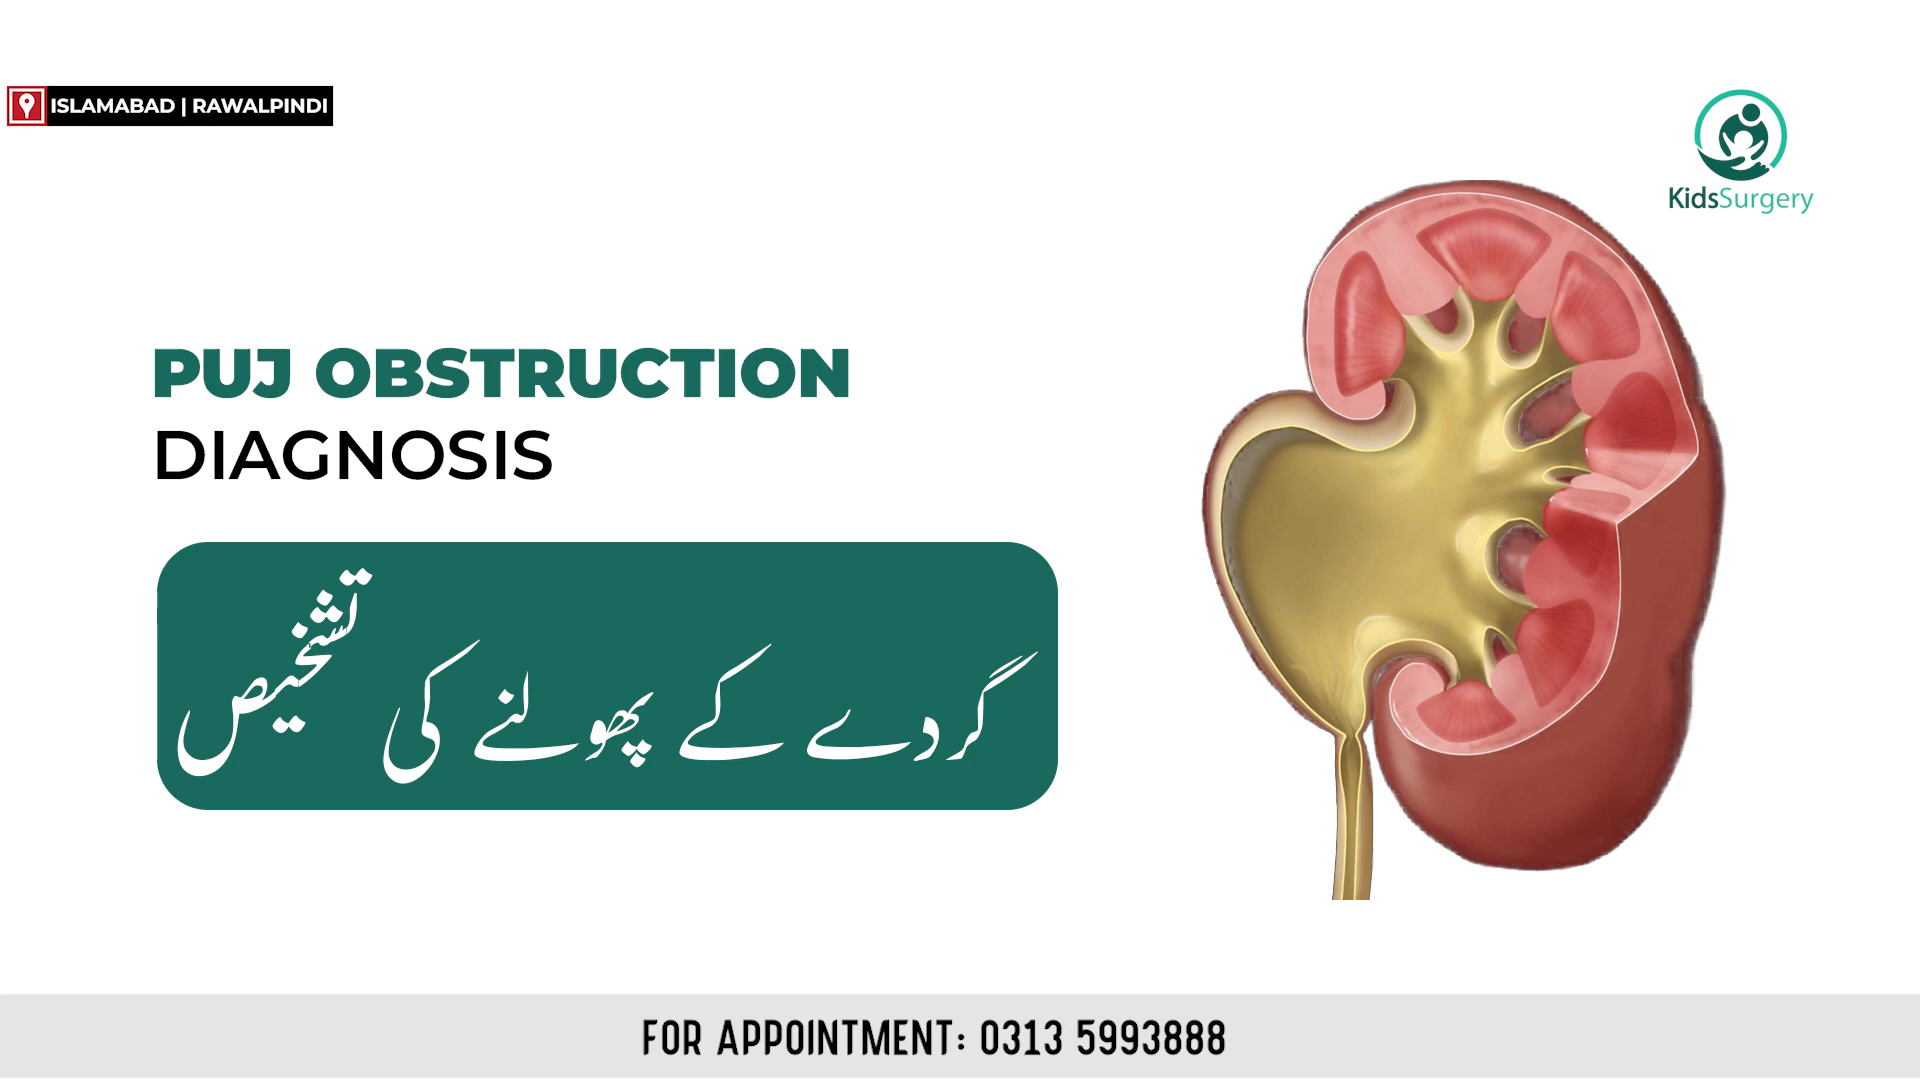 ISLAMABAD | RAWALPINDI
KidsSurgery
PUJ OBSTRUCTION
DIAGNOSIS
گردے کے پھولنے کی تشخیص
FOR APPOINTMENT: 0313 5993888